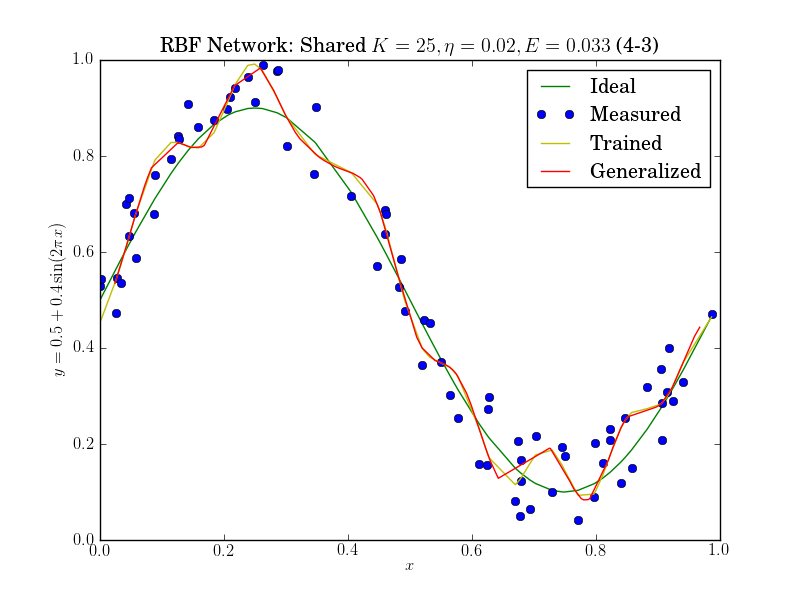 RBF Network: Shared K = 25, η = 0.02, E = 0.033 (4-3)
Ideal
Measured
Trained
Generalized
y = 0.5 + 0.4 sin(2πx)
1.0
0.8
0.6
0.4
0.2
0.0
0.0 0.2 0.4 0.6 0.8 1.0
x